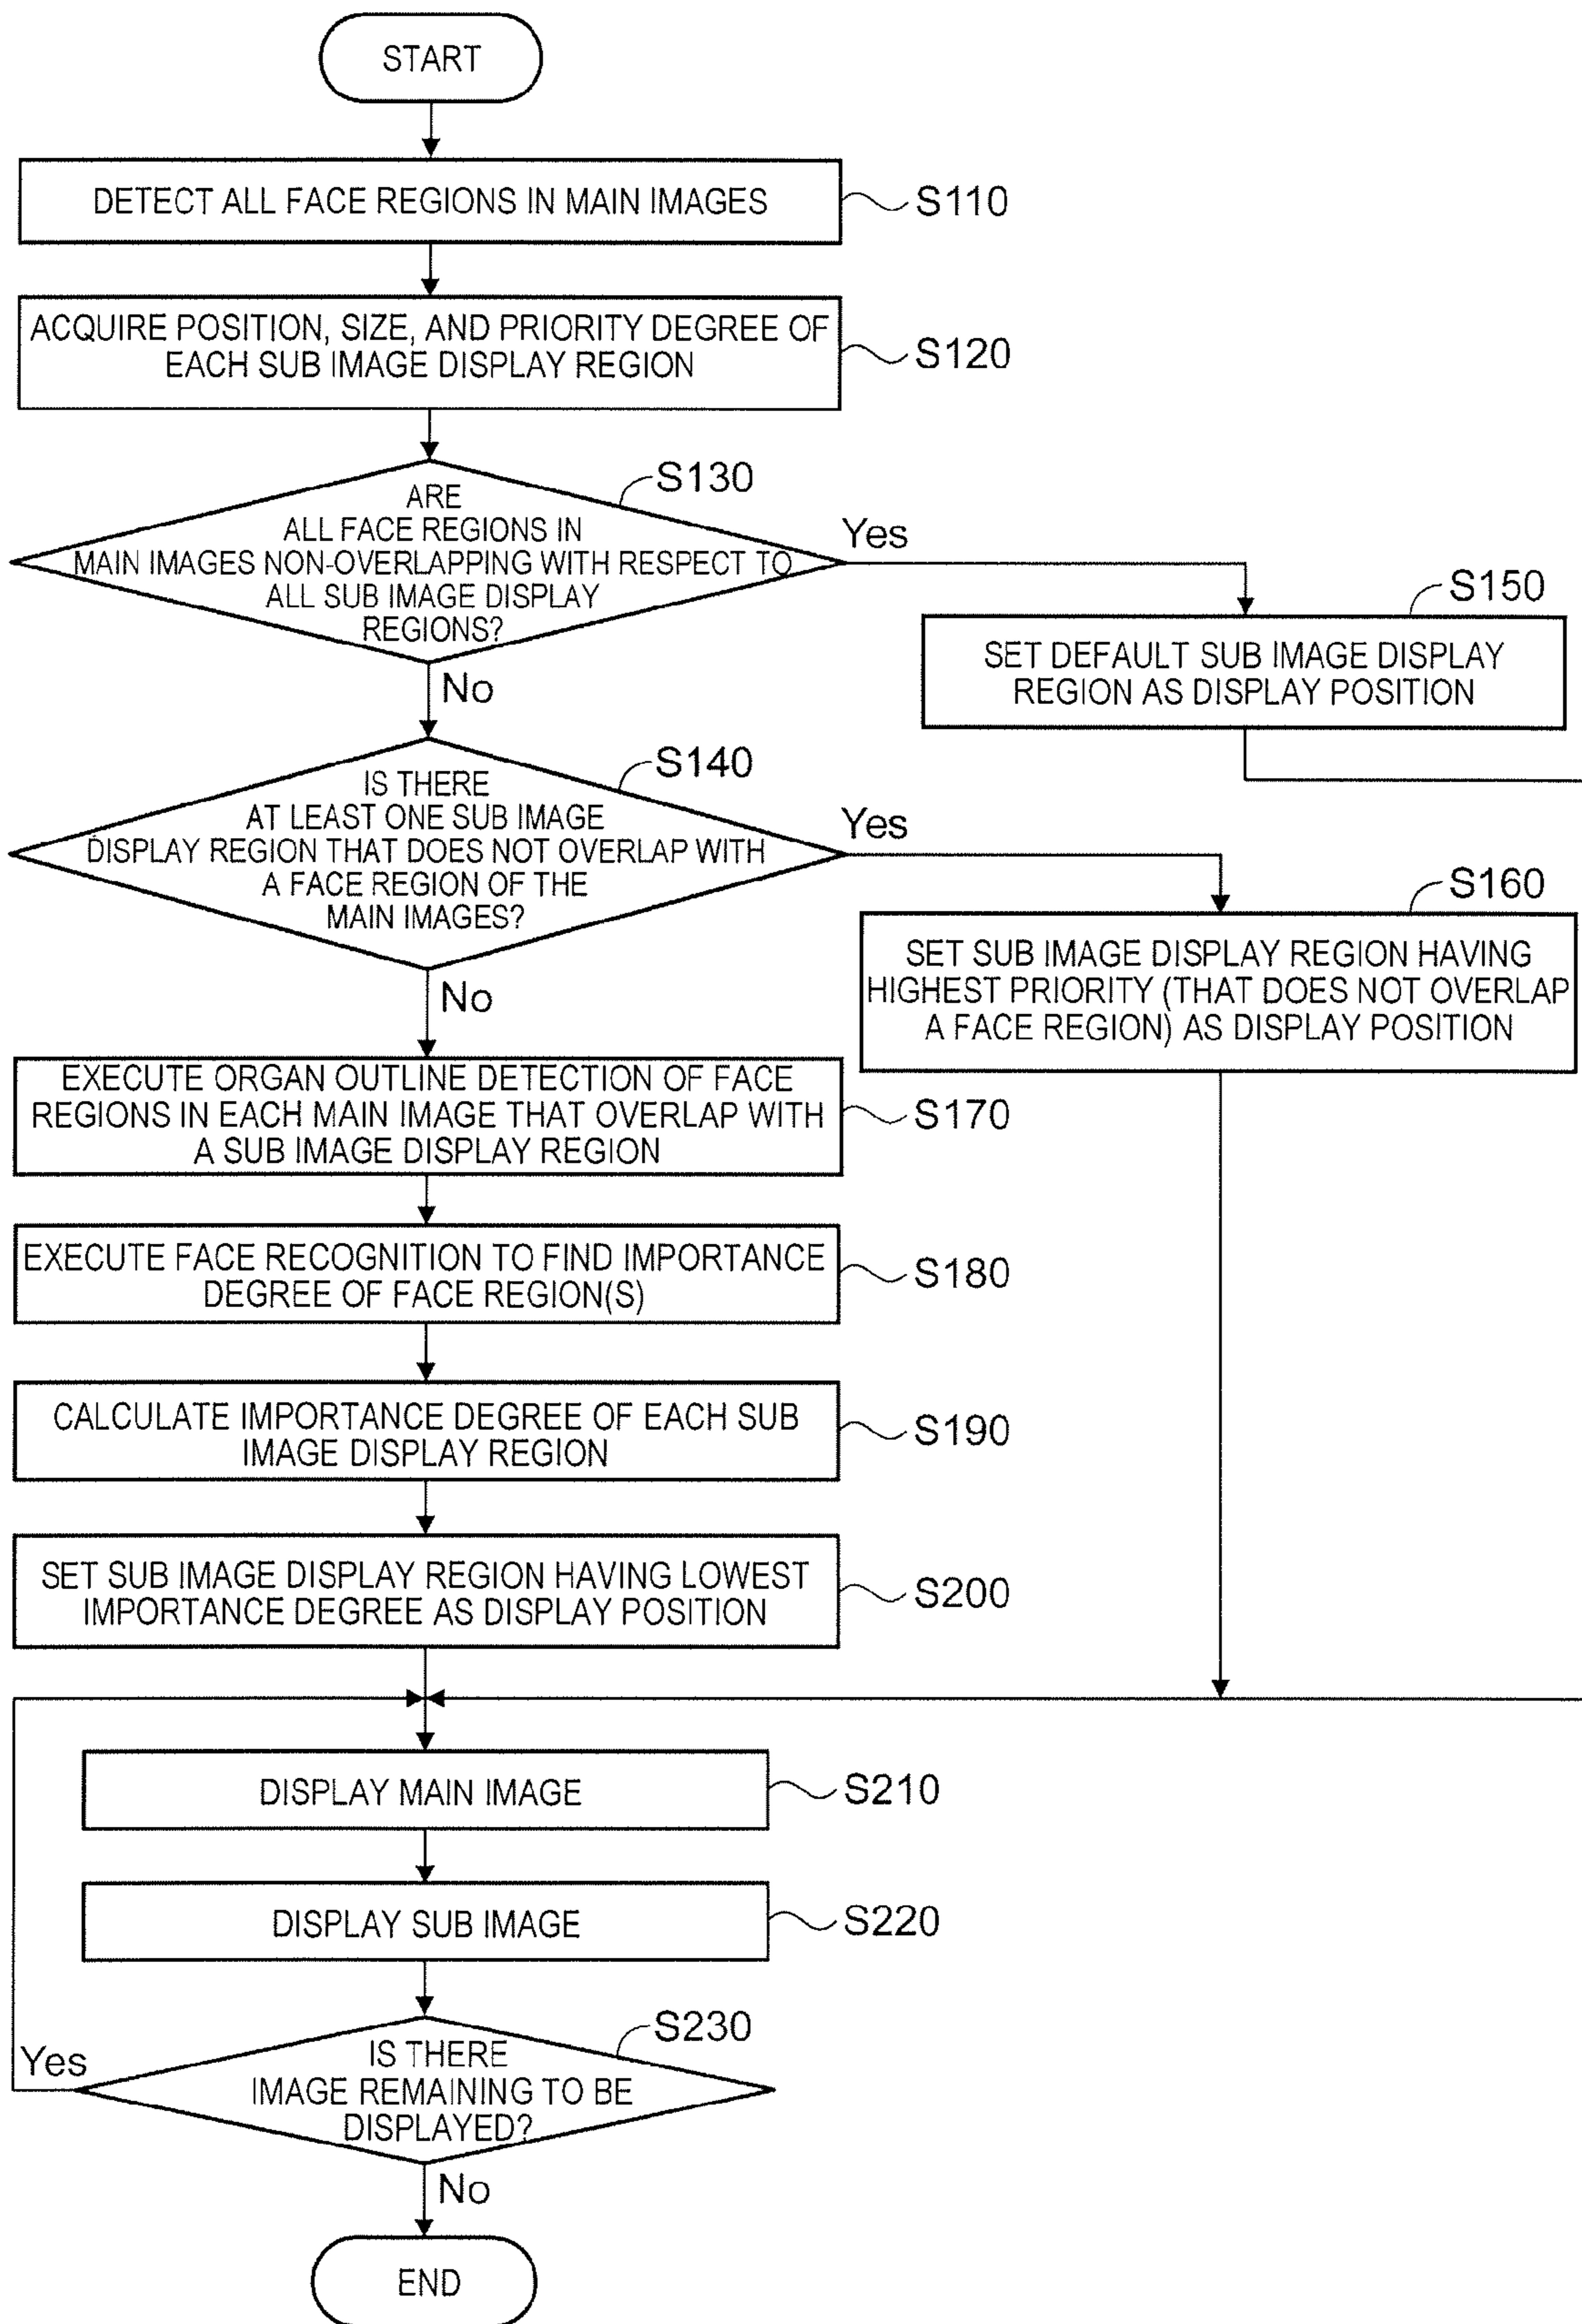 START
DETECT ALL FACE REGIONS IN MAIN IMAGES
S110
ACQUIRE POSITION, SIZE, AND PRIORITY DEGREE OF
EACH SUB IMAGE DISPLAY REGION
S120
S130
ARE
ALL FACE REGIONS IN
MAIN IMAGES NON-OVERLAPPING WITH RESPECT TO
ALL SUB IMAGE DISPLAY
REGIONS?
Yes
No
S150
SET DEFAULT SUB IMAGE DISPLAY
REGION AS DISPLAY POSITION
S140
IS THERE
AT LEAST ONE SUB IMAGE
DISPLAY REGION THAT DOES NOT OVERLAP WITH
A FACE REGION OF THE
MAIN IMAGES?
Yes
No
S160
SET SUB IMAGE DISPLAY REGION HAVING
HIGHEST PRIORITY (THAT DOES NOT OVERLAP
A FACE REGION) AS DISPLAY POSITION
EXECUTE ORGAN OUTLINE DETECTION OF FACE
REGIONS IN EACH MAIN IMAGE THAT OVERLAP WITH
A SUB IMAGE DISPLAY REGION
S170
EXECUTE FACE RECOGNITION TO FIND IMPORTANCE
DEGREE OF FACE REGION(S)
S180
CALCULATE IMPORTANCE DEGREE OF EACH SUB
IMAGE DISPLAY REGION
S190
SET SUB IMAGE DISPLAY REGION HAVING LOWEST
IMPORTANCE DEGREE AS DISPLAY POSITION
S200
DISPLAY MAIN IMAGE
S210
DISPLAY SUB IMAGE
S220
S230
IS THERE
IMAGE REMAINING TO BE
DISPLAYED?
Yes
No
END